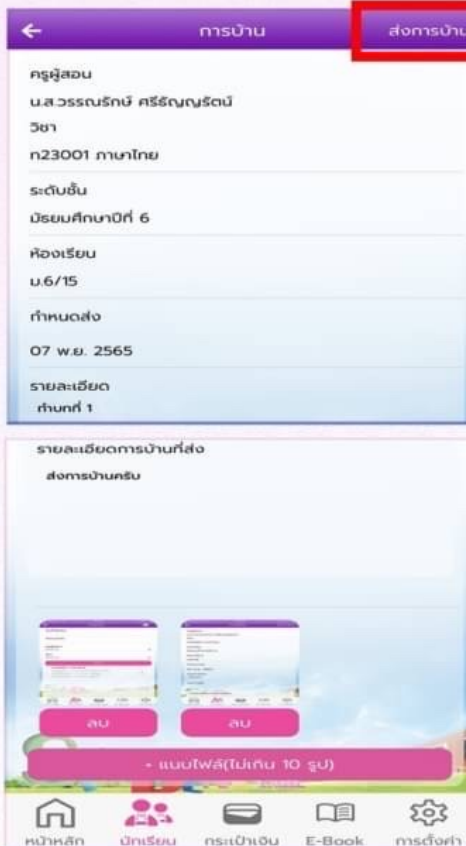 การบ้าน
ส่งการบ้าน
ครูผู้สอน
น.ส.วรรณรักษ์ ศรีธัญญรัตน์
วิชา
ท23001 ภาษาไทย
ระดับชั้น
มัธยมศึกษาปีที่ 6
ห้องเรียน
ม.6/15
กำหนดส่ง
07 พ.ย. 2565
รายละเอียด
ทำบทที่ 1
รายละเอียดการบ้านที่ส่ง
ส่งการบ้านครับ
ลบ
ลบ
+ แนบไฟล์(ไม่เกิน 10 รูป)
หน้าหลัก
นักเรียน
กระเป๋าเงิน
E-Book
การตั้งค่า